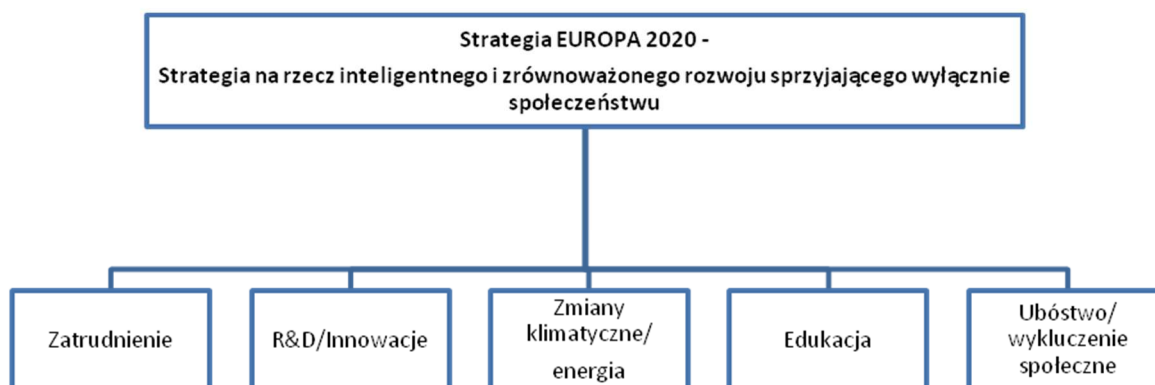 Strategia EUROPA 2020 -
Strategia na rzecz inteligentnego i zrównoważonego rozwoju sprzyjającego wyłącznie
społeczeństwu
Zatrudnienie
R&D/Innowacje
Zmiany
klimatyczne/
energia
Edukacja
Ubóstwo/
wykluczenie
społeczne